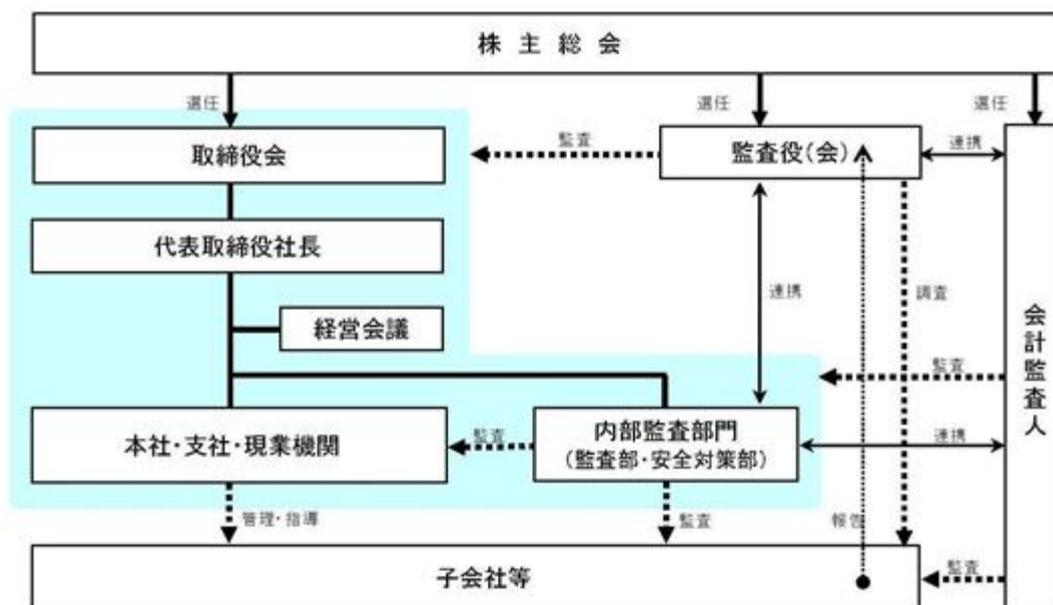 株主総会
選任
選任
選任
取締役会
監査
監査役(会)
連携
代表取締役社長
連携
調査
経営会議
会計監査人
監査
本社・支社・現業機関
監査
内部監査部門
(監査部・安全対策部)
連携
管理・指導
監査
報告
子会社等
監査